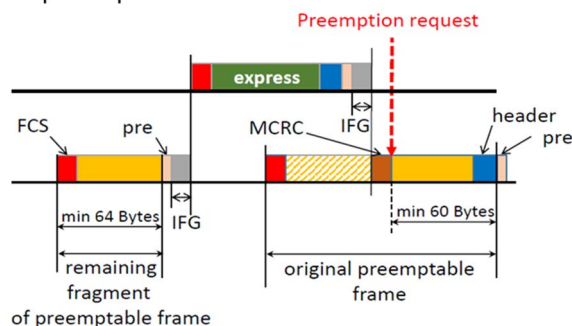 Preemption request
express
FCS
pre
MCRC
IFG
header
pre
IFG
min 64 Bytes
min 60 Bytes
remaining
fragment
of preemptable frame
original preemptable
frame